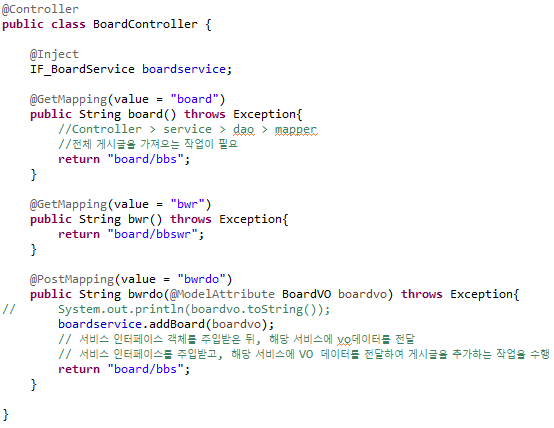 @Controller
public class BoardController {
@Inject
IF_BoardService boardservice;
@GetMapping(value = "board")
public String board() throws Exception{
//Controller > service > dao > mapper
//전체 게시글을 가져오는 작업이 필요
return "board/bbs";
}
@GetMapping(value = "bwr")
public String bwr() throws Exception{
return "board/bbswr";
}
@PostMapping(value = "bwrdo")
public String bwrdo(@ModelAttribute BoardVO boardvo) throws Exception{
// System.out.println(boardvo.toString());
boardservice.addBoard(boardvo);
// 서비스 인터페이스 객체를 주입받은 뒤, 해당 서비스에 vo데이터를 전달
// 서비스 인터페이스를 주입받고, 해당 서비스에 VO 데이터를 전달하여 게시글을 추가하는 작업을 수행
return "board/bbs";
}
}